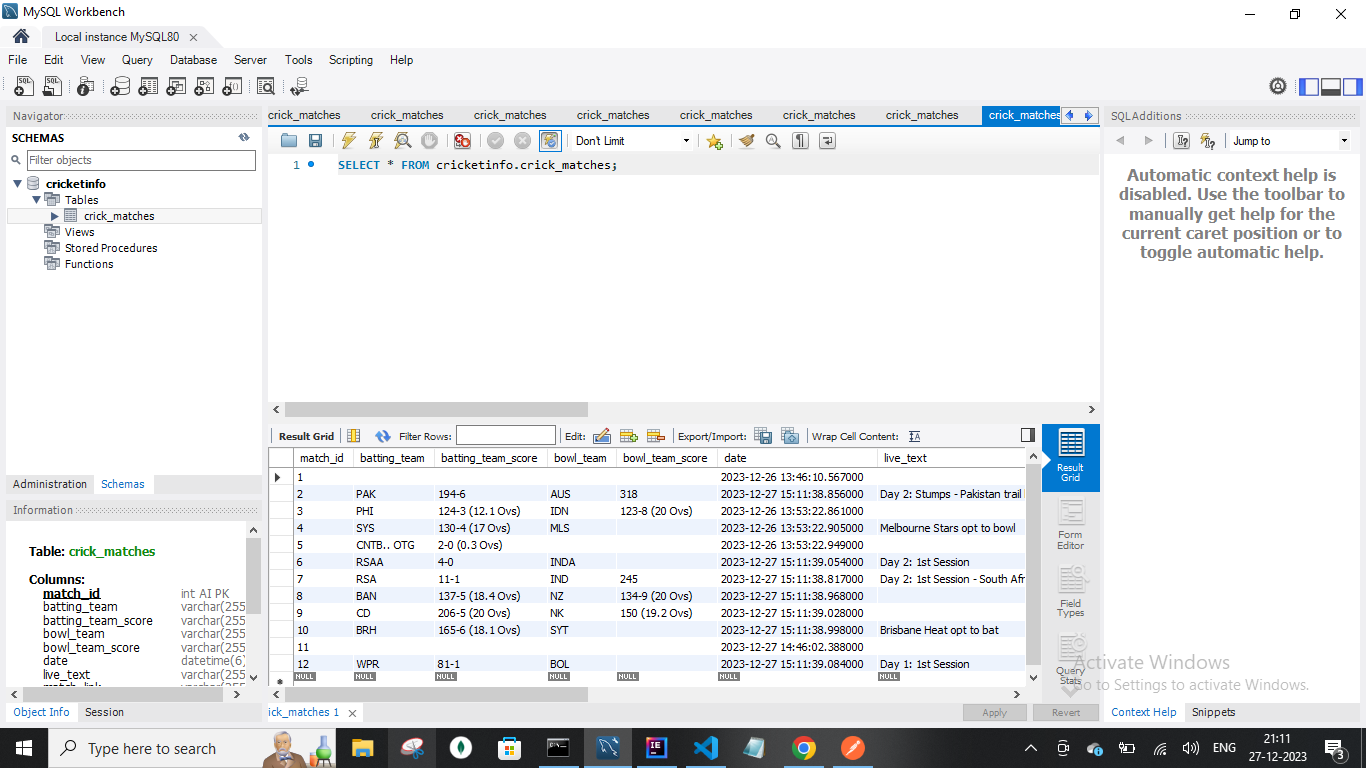 MySQL Workbench
Local instance MySQL80
File Edit View Query Database Server Tools Scripting Help
Navigator
SCHEMAS
Filter objects
cricketinfo
Tables
crick_matches
Views
Stored Procedures
Functions
Administration Schemas
Information
Table: crick_matches
Columns:
match_id int AI PK
batting_team varchar(255
batting_team_score varchar(255
bowl_team varchar(255
bowl_team_score varchar(255
date datetime(6)
live_text varchar(255
Object Info Session
crick_matches crick_matches crick_matches crick_matches crick_matches crick_matches crick_matches crick_matches
Don't Limit
1 SELECT * FROM cricketinfo.crick_matches;
Result Grid Filter Rows: Edit: Export/Import: Wrap Cell Content:
match_id batting_team batting_team_score bowl_team bowl_team_score date live_text
1 2023-12-26 13:46:10.567000
2 PAK 194-6 AUS 318 2023-12-27 15:11:38.856000 Day 2: Stumps - Pakistan trail
3 PHI 124-3 (12.1 Ovs) IDN 123-8 (20 Ovs) 2023-12-26 13:53:22.861000
4 SYS 130-4 (17 Ovs) MLS 2023-12-26 13:53:22.905000 Melbourne Stars opt to bowl
5 CNTB.. OTG 2-0 (0.3 Ovs) 2023-12-26 13:53:22.949000
6 RSAA 4-0 INDA 2023-12-27 15:11:39.054000 Day 2: 1st Session
7 RSA 11-1 IND 245 2023-12-27 15:11:38.817000 Day 2: 1st Session - South Afr
8 BAN 137-5 (18.4 Ovs) NZ 134-9 (20 Ovs) 2023-12-27 15:11:38.968000
9 CD 206-5 (20 Ovs) NK 150 (19.2 Ovs) 2023-12-27 15:11:39.028000
10 BRH 165-6 (18.1 Ovs) SYT 2023-12-27 15:11:38.998000 Brisbane Heat opt to bat
11 2023-12-27 14:46:02.388000
12 WPR 81-1 BOL 2023-12-27 15:11:39.084000 Day 1: 1st Session
NULL NULL NULL NULL NULL NULL NULL
ick_matches 1
Apply Revert
Result
Grid
Form
Editor
Field
Types
Query
Stats
SQLAdditions
Jump to
Automatic context help is
disabled. Use the toolbar to
manually get help for the
current caret position or to
toggle automatic help.
Activate Windows
Go to Settings to activate Windows.
Context Help Snippets
Type here to search
ENG
21:11
27-12-2023
3